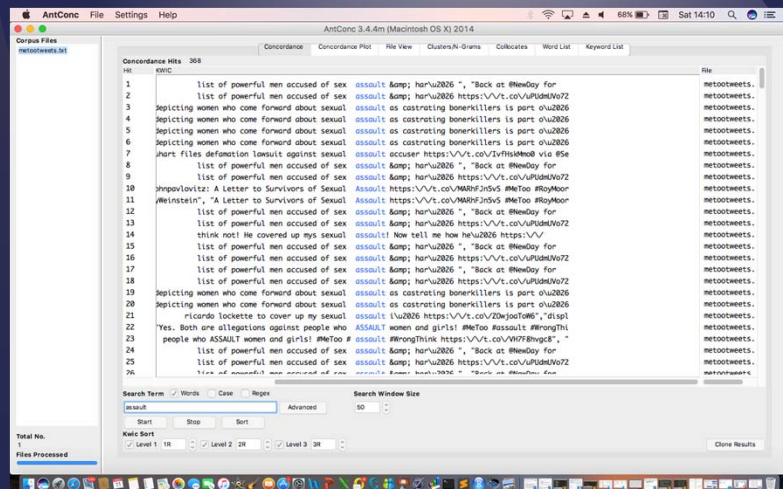 AntConc File Settings Help 68% Sat 14:10
AntConc 3.4.4m (Macintosh OS X) 2014
Corpus Files
metootweets.txt
Concordance Concordance Plot File View Clusters/N-Grams Collocates Word List Keyword List
Concordance Hits 368
Hit KWIC File
1 list of powerful men accused of sex assault &amp; har\u2026 ", "Back at @NewDay for metootweets.
2 list of powerful men accused of sex assault &amp; har\u2026 https:\/\/t.co\/uPUdmUVo72 metootweets.
3 depicting women who come forward about sexual assault as castrating bonerkillers is part o\u2026 metootweets.
4 depicting women who come forward about sexual assault as castrating bonerkillers is part o\u2026 metootweets.
5 depicting women who come forward about sexual assault as castrating bonerkillers is part o\u2026 metootweets.
6 depicting women who come forward about sexual assault as castrating bonerkillers is part o\u2026 metootweets.
7 hart files defamation lawsuit against sexual assault accuser https:\/\/t.co\/IvfHskMmo0 via @Se metootweets.
8 list of powerful men accused of sex assault &amp; har\u2026 ", "Back at @NewDay for metootweets.
9 list of powerful men accused of sex assault &amp; har\u2026 https:\/\/t.co\/uPUdmUVo72 metootweets.
10 ohnpavlovitz: A Letter to Survivors of Sexual Assault https:\/\/t.co\/MARhFJn5vS #MeToo #RoyMoor metootweets.
11 Weinstein", "A Letter to Survivors of Sexual Assault https:\/\/t.co\/MARhFJn5vS #MeToo #RoyMoor metootweets.
12 list of powerful men accused of sex assault &amp; har\u2026 ", "Back at @NewDay for metootweets.
13 list of powerful men accused of sex assault &amp; har\u2026 https:\/\/t.co\/uPUdmUVo72 metootweets.
14 think not! He covered up mys sexual assault! Now tell me how he\u2026 https:\/\/ metootweets.
15 list of powerful men accused of sex assault &amp; har\u2026 ", "Back at @NewDay for metootweets.
16 list of powerful men accused of sex assault &amp; har\u2026 https:\/\/t.co\/uPUdmUVo72 metootweets.
17 list of powerful men accused of sex assault &amp; har\u2026 ", "Back at @NewDay for metootweets.
18 list of powerful men accused of sex assault &amp; har\u2026 https:\/\/t.co\/uPUdmUVo72 metootweets.
19 depicting women who come forward about sexual assault as castrating bonerkillers is part o\u2026 metootweets.
20 depicting women who come forward about sexual assault as castrating bonerkillers is part o\u2026 metootweets.
21 ricardo lockette to cover up my sexual assault i\u2026 https:\/\/t.co\/ZOwjoaToW6","displ metootweets.
22 "Yes. Both are allegations against people who ASSAULT women and girls! #MeToo #assault #WrongThi metootweets.
23 people who ASSAULT women and girls! #MeToo # assault #WrongThink https:\/\/t.co\/VH7F8hvgc8", " metootweets.
24 list of powerful men accused of sex assault &amp; har\u2026 ", "Back at @NewDay for metootweets.
25 list of powerful men accused of sex assault &amp; har\u2026 https:\/\/t.co\/uPUdmUVo72 metootweets.
26 list of powerful men accused of sex assault &amp; har\u2026 ", "Back at @NewDay for metootweets.
Search Term Words Case Regex Search Window Size
assault Advanced 50
Start Stop Sort
Kwic Sort
Level 1 1R Level 2 2R Level 3 3R Clone Results
Total No.
1
Files Processed